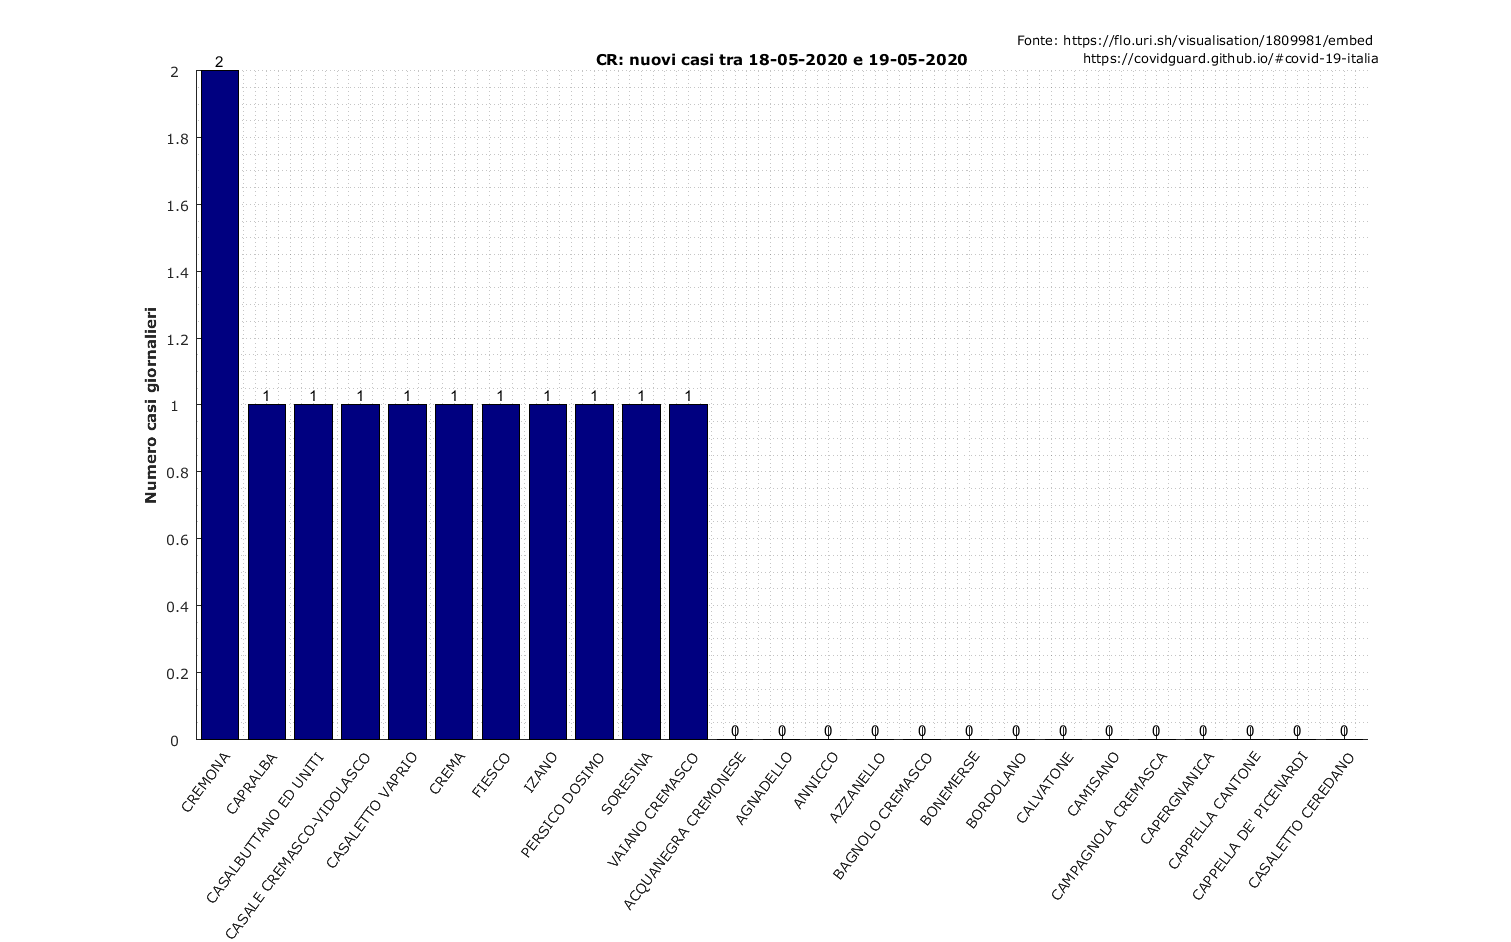 Fonte: https://flo.uri.sh/visualisation/1809981/embed
https://covidguard.github.io/#covid-19-italia
CR: nuovi casi tra 18-05-2020 e 19-05-2020
Numero casi giornalieri
2
1.8
1.6
1.4
1.2
1
0.8
0.6
0.4
0.2
0
2
1
1
1
1
1
1
1
1
1
1
0
0
0
0
0
0
0
0
0
0
0
0
0
0
CREMONA
CAPRALBA
CASALBUTTANO ED UNITI
CASALE CREMASCO-VIDOLASCO
CASALETTO VAPRIO
CREMA
FIESCO
IZANO
PERSICO DOSIMO
SORESINA
VAIANO CREMASCO
ACQUANEGRA CREMONESE
AGNADELLO
ANNICCO
AZZANELLO
BAGNOLO CREMASCO
BONEMERSE
BORDOLANO
CALVATONE
CAMISANO
CAMPAGNOLA CREMASCA
CAPERGNANICA
CAPPELLA CANTONE
CAPPELLA DE' PICENARDI
CASALETTO CEREDANO